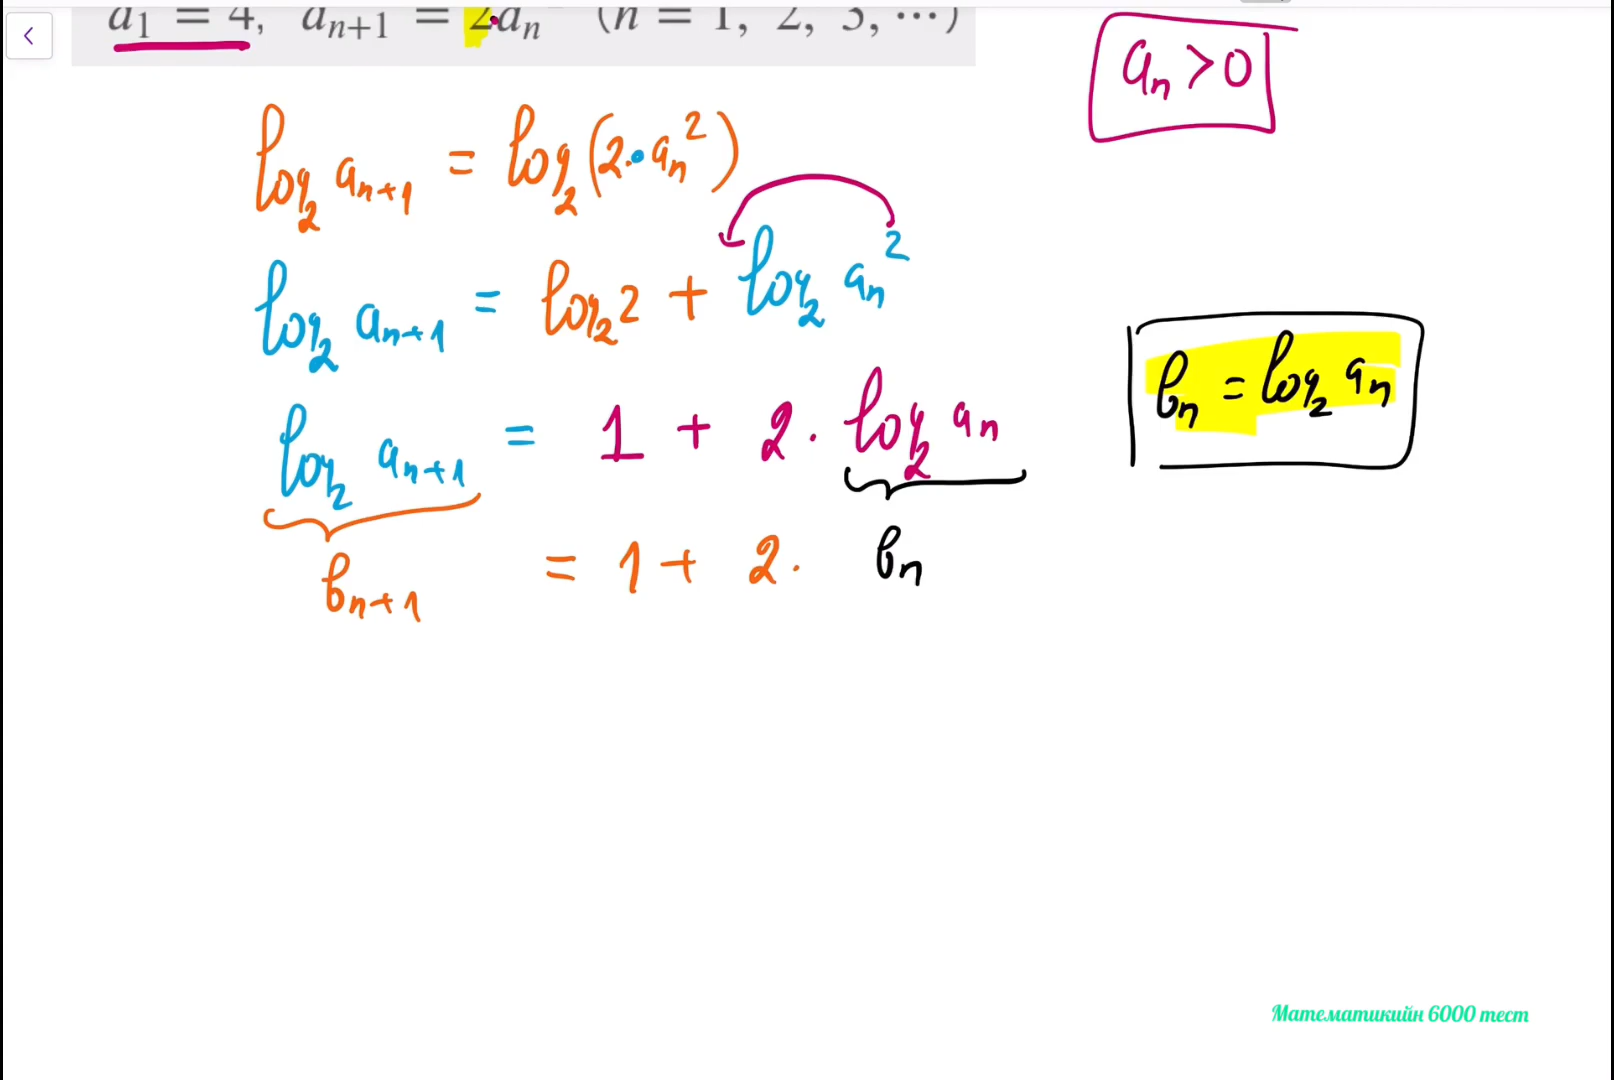 a₁ = 4, aₙ₊₁ = 2·aₙ² (n = 1, 2, 3, ⋯)
aₙ > 0
log₂ aₙ₊₁ = log₂(2·aₙ²)
log₂ aₙ₊₁ = log₂ 2 + log₂ aₙ²
bₙ = log₂ aₙ
log₂ aₙ₊₁ = 1 + 2· log₂ aₙ
bₙ₊₁ = 1 + 2· bₙ
Математикийн 6000 тест